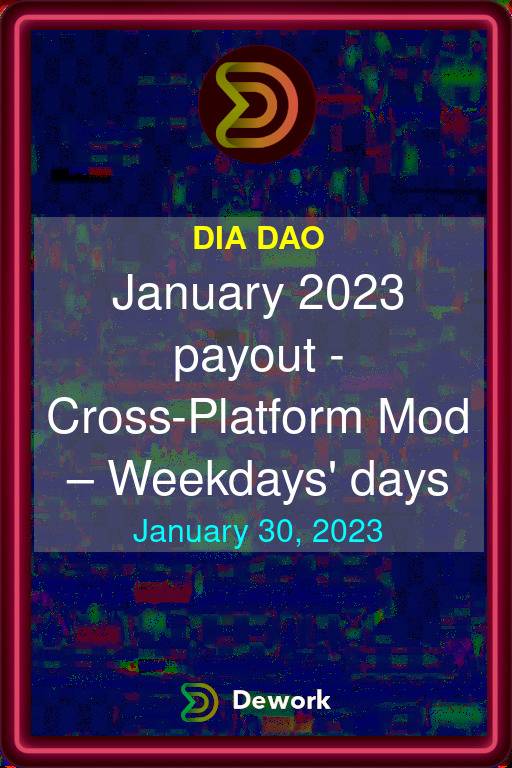 DIA DAO
January 2023
payout -
Cross-Platform Mod
– Weekdays' days
January 30, 2023
Dework